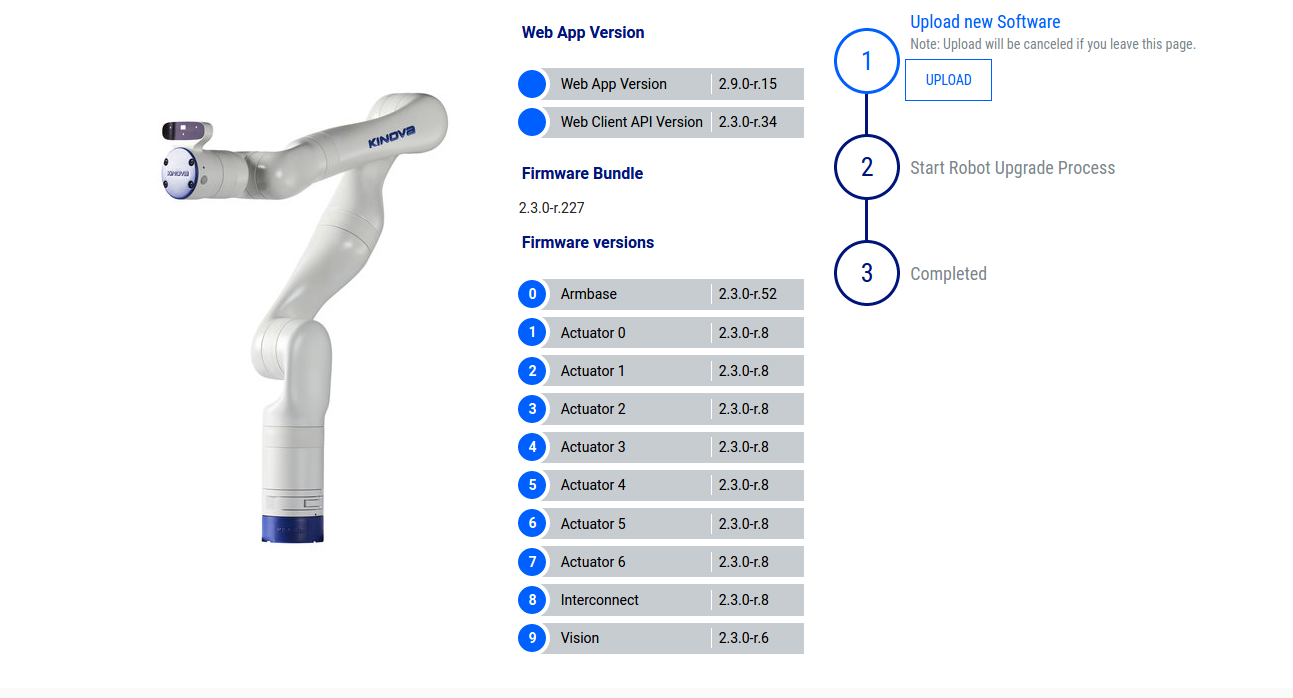 Web App Version
Web App Version 2.9.0-r.15
Web Client API Version 2.3.0-r.34
Firmware Bundle
2.3.0-r.227
Firmware versions
0 Armbase 2.3.0-r.52
1 Actuator 0 2.3.0-r.8
2 Actuator 1 2.3.0-r.8
3 Actuator 2 2.3.0-r.8
4 Actuator 3 2.3.0-r.8
5 Actuator 4 2.3.0-r.8
6 Actuator 5 2.3.0-r.8
7 Actuator 6 2.3.0-r.8
8 Interconnect 2.3.0-r.8
9 Vision 2.3.0-r.6
Upload new Software
Note: Upload will be canceled if you leave this page.
1
UPLOAD
2 Start Robot Upgrade Process
3 Completed
KINOVA
KINOVA